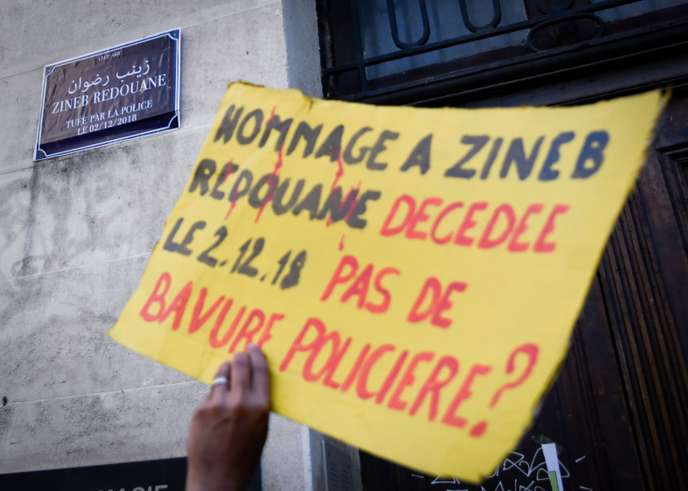 زينب رضوان
ZINEB REDOUANE
TUÉE PAR LA POLICE
LE 02/12/2018
HOMMAGE A ZINEB
REDOUANE DECEDEE
LE 2.12.18 PAS DE
BAVURE POLICIERE?